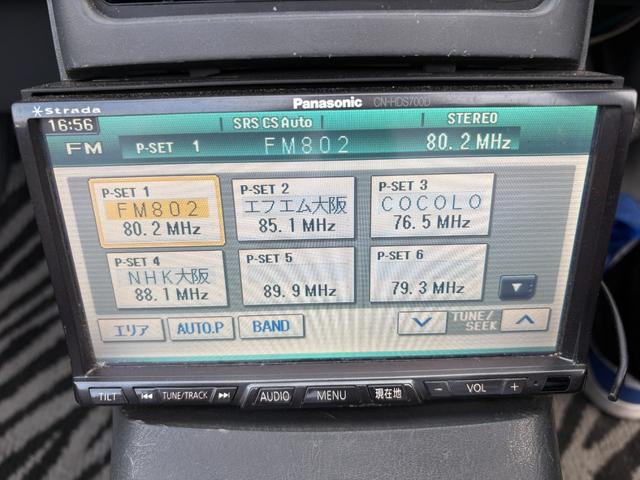 Strada
Panasonic
CN-HDS700D
16:56
SRS CS Auto
STEREO
FM
P-SET 1
FM802
80.2 MHz
P-SET 1
FM802
80.2 MHz
P-SET 2
エフエム大阪
85.1 MHz
P-SET 3
COCOLO
76.5 MHz
P-SET 4
NHK大阪
88.1 MHz
P-SET 5
89.9 MHz
P-SET 6
79.3 MHz
エリア
AUTO.P
BAND
TUNE/
SEEK
TILT
TUNE/TRACK
AUDIO
MENU
現在地
- VOL +